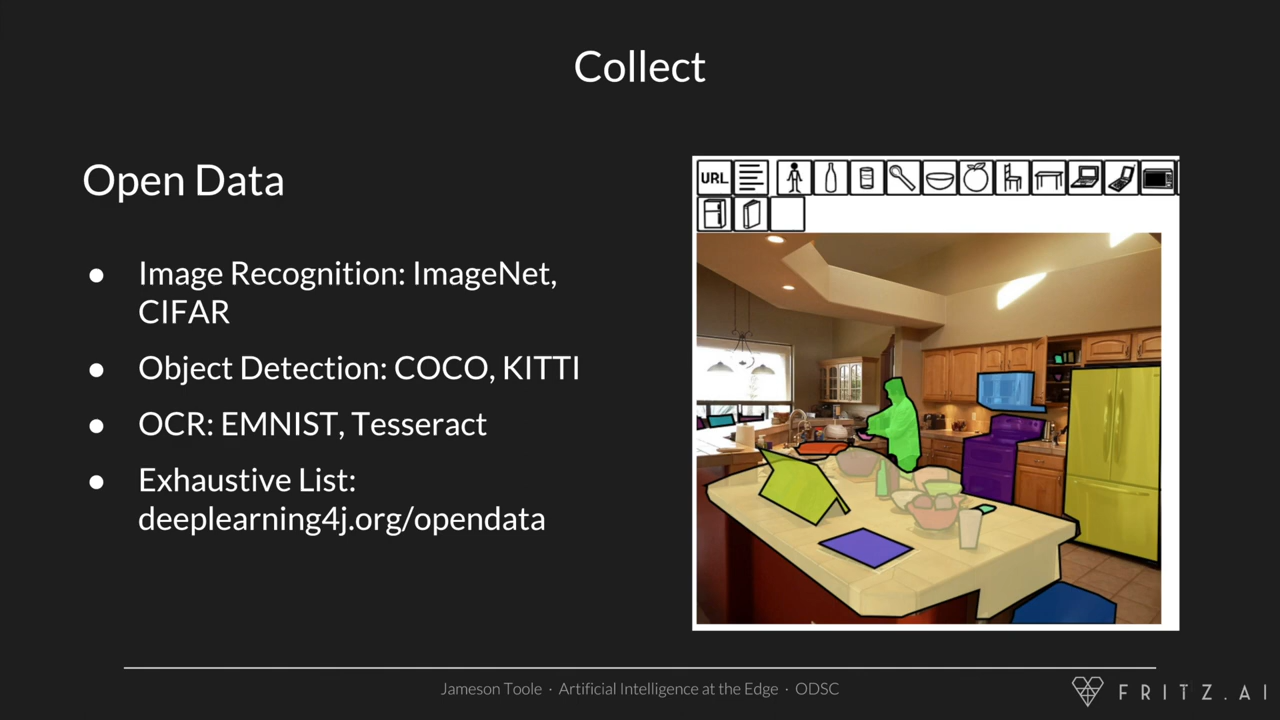 Collect
Open Data
● Image Recognition: ImageNet,
CIFAR
● Object Detection: COCO, KITTI
● OCR: EMNIST, Tesseract
● Exhaustive List:
deeplearning4j.org/opendata
URL
Jameson Toole · Artificial Intelligence at the Edge · ODSC
FRITZ.AI